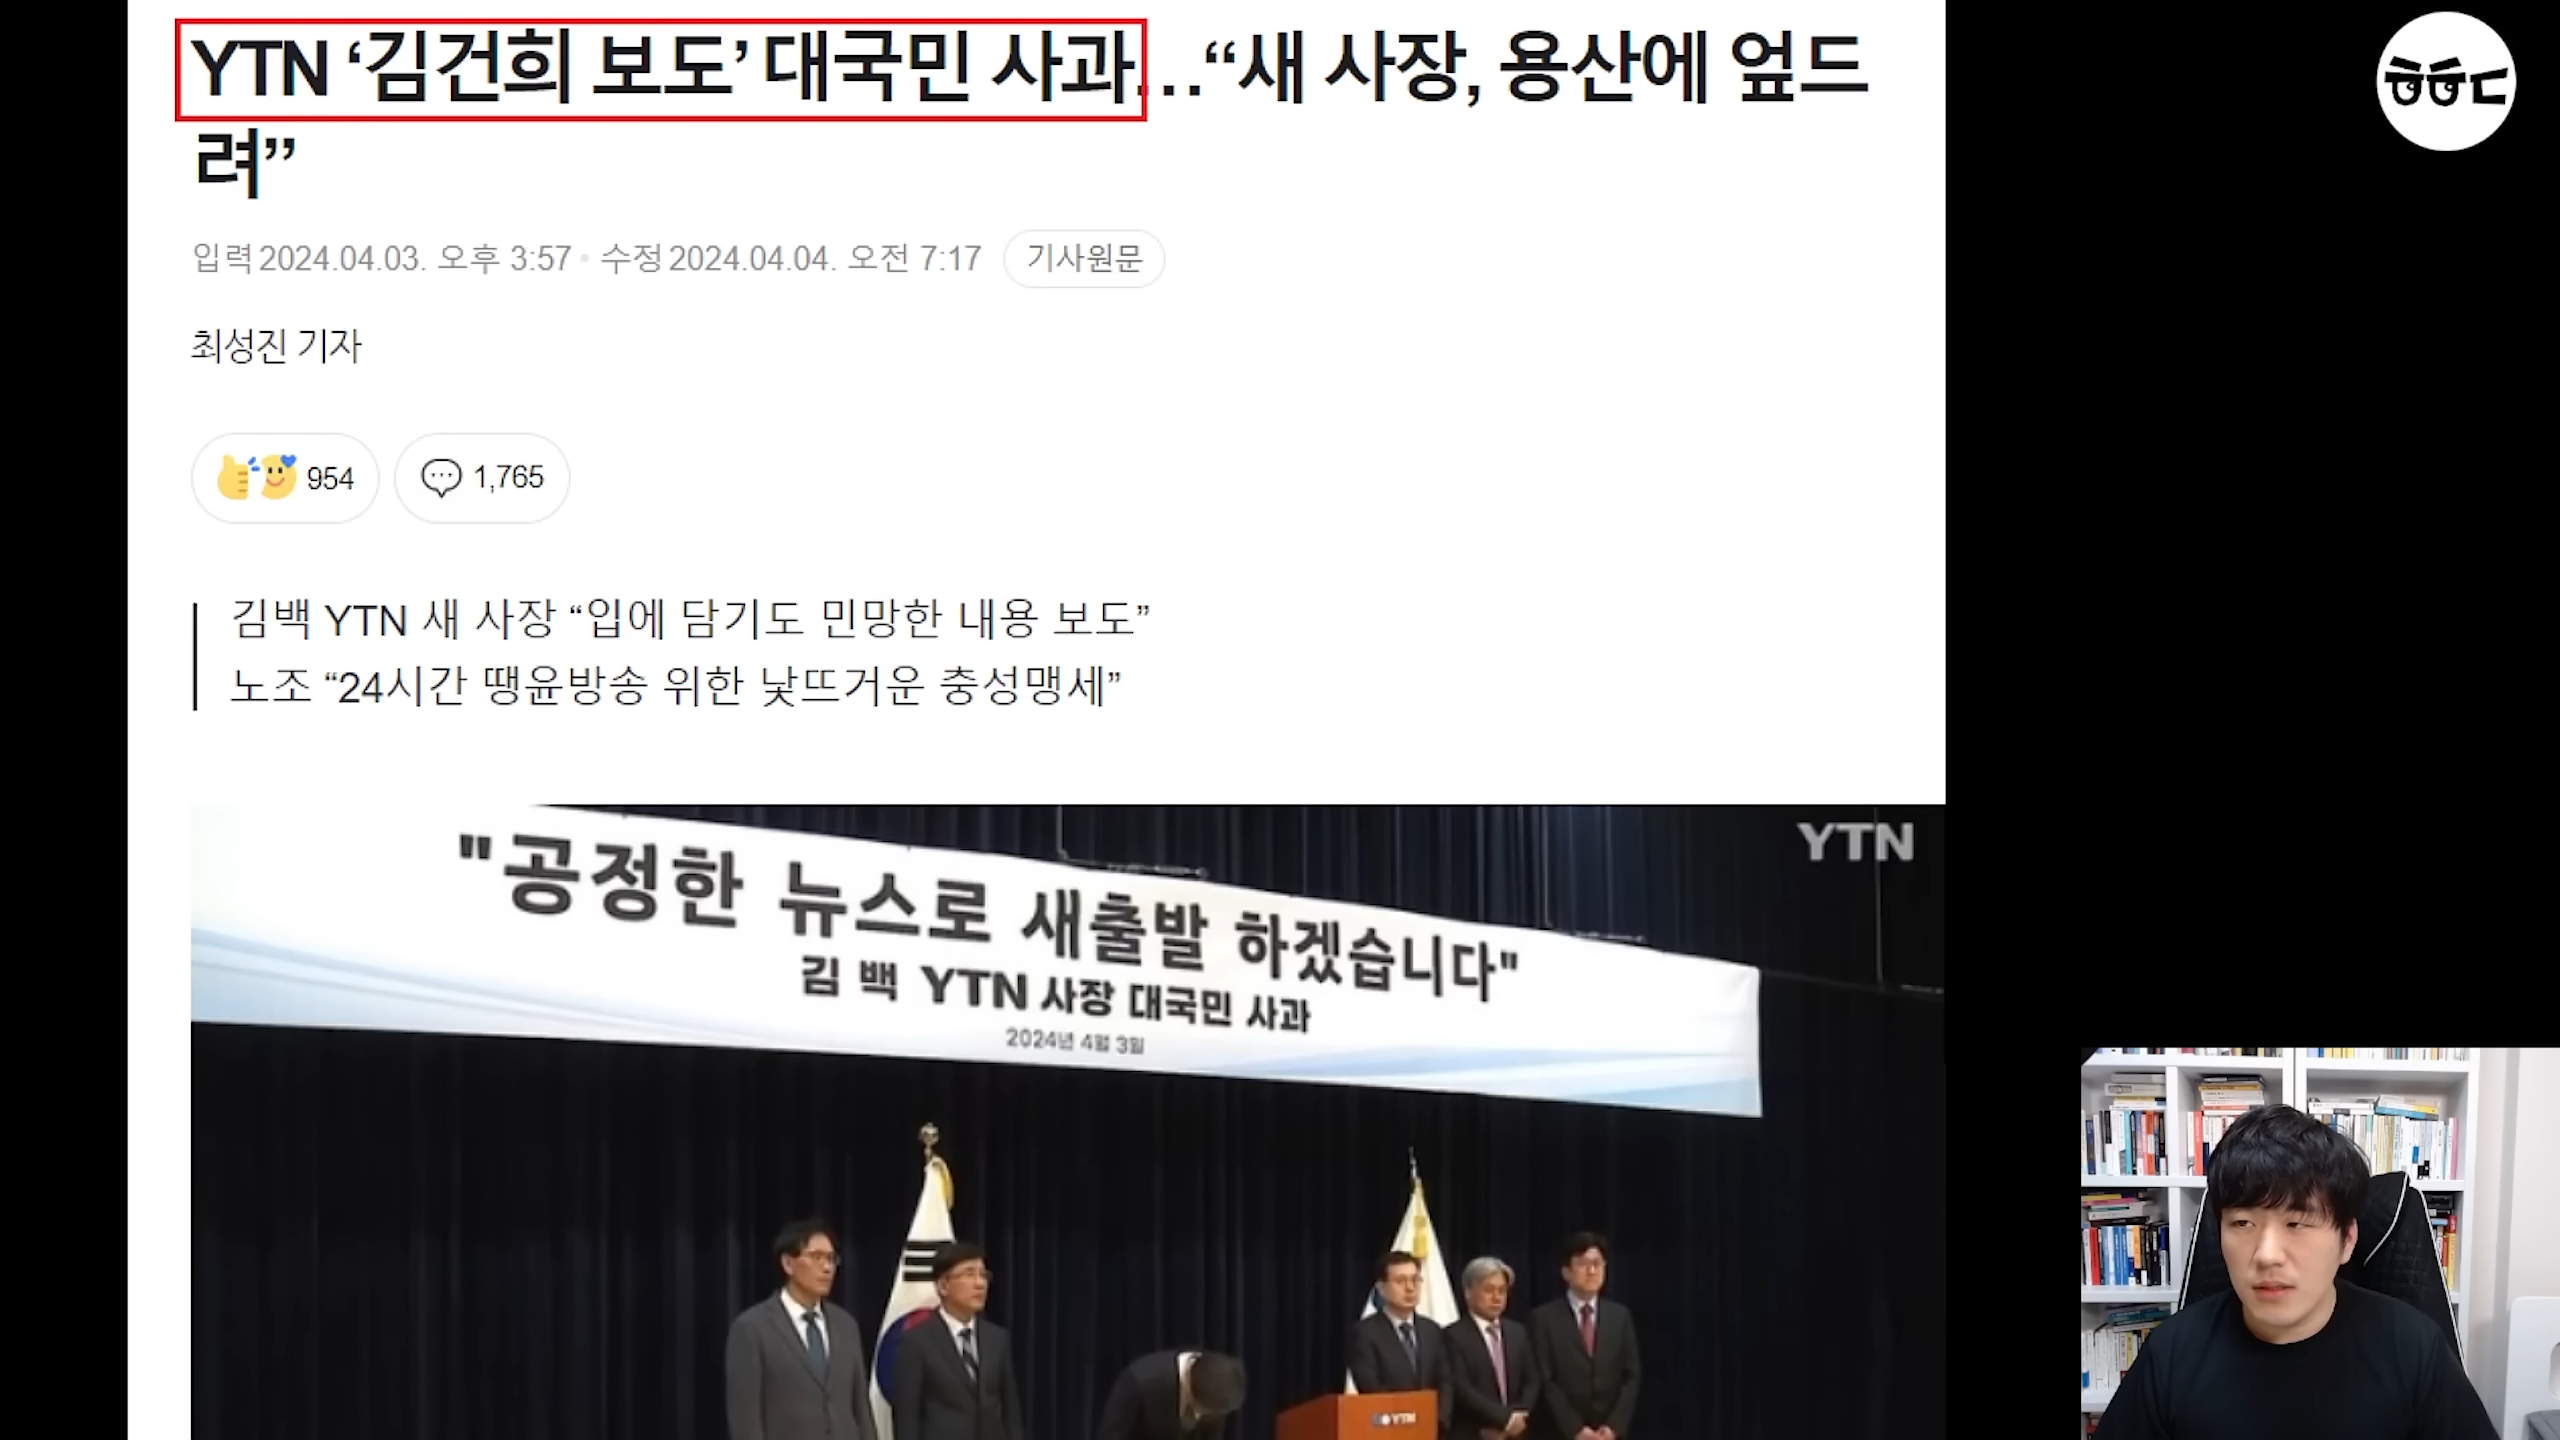 YTN ‘김건희 보도’ 대국민 사과…“새 사장, 용산에 엎드
려”
입력 2024.04.03. 오후 3:57 · 수정 2024.04.04. 오전 7:17 기사원문
최성진 기자
954 1,765
김백 YTN 새 사장 “입에 담기도 민망한 내용 보도”
노조 “24시간 땡윤방송 위한 낯뜨거운 충성맹세”
YTN
"공정한 뉴스로 새출발 하겠습니다"
김 백 YTN 사장 대국민 사과
2024년 4월 3일
YTN
ㅎㅎㄷ